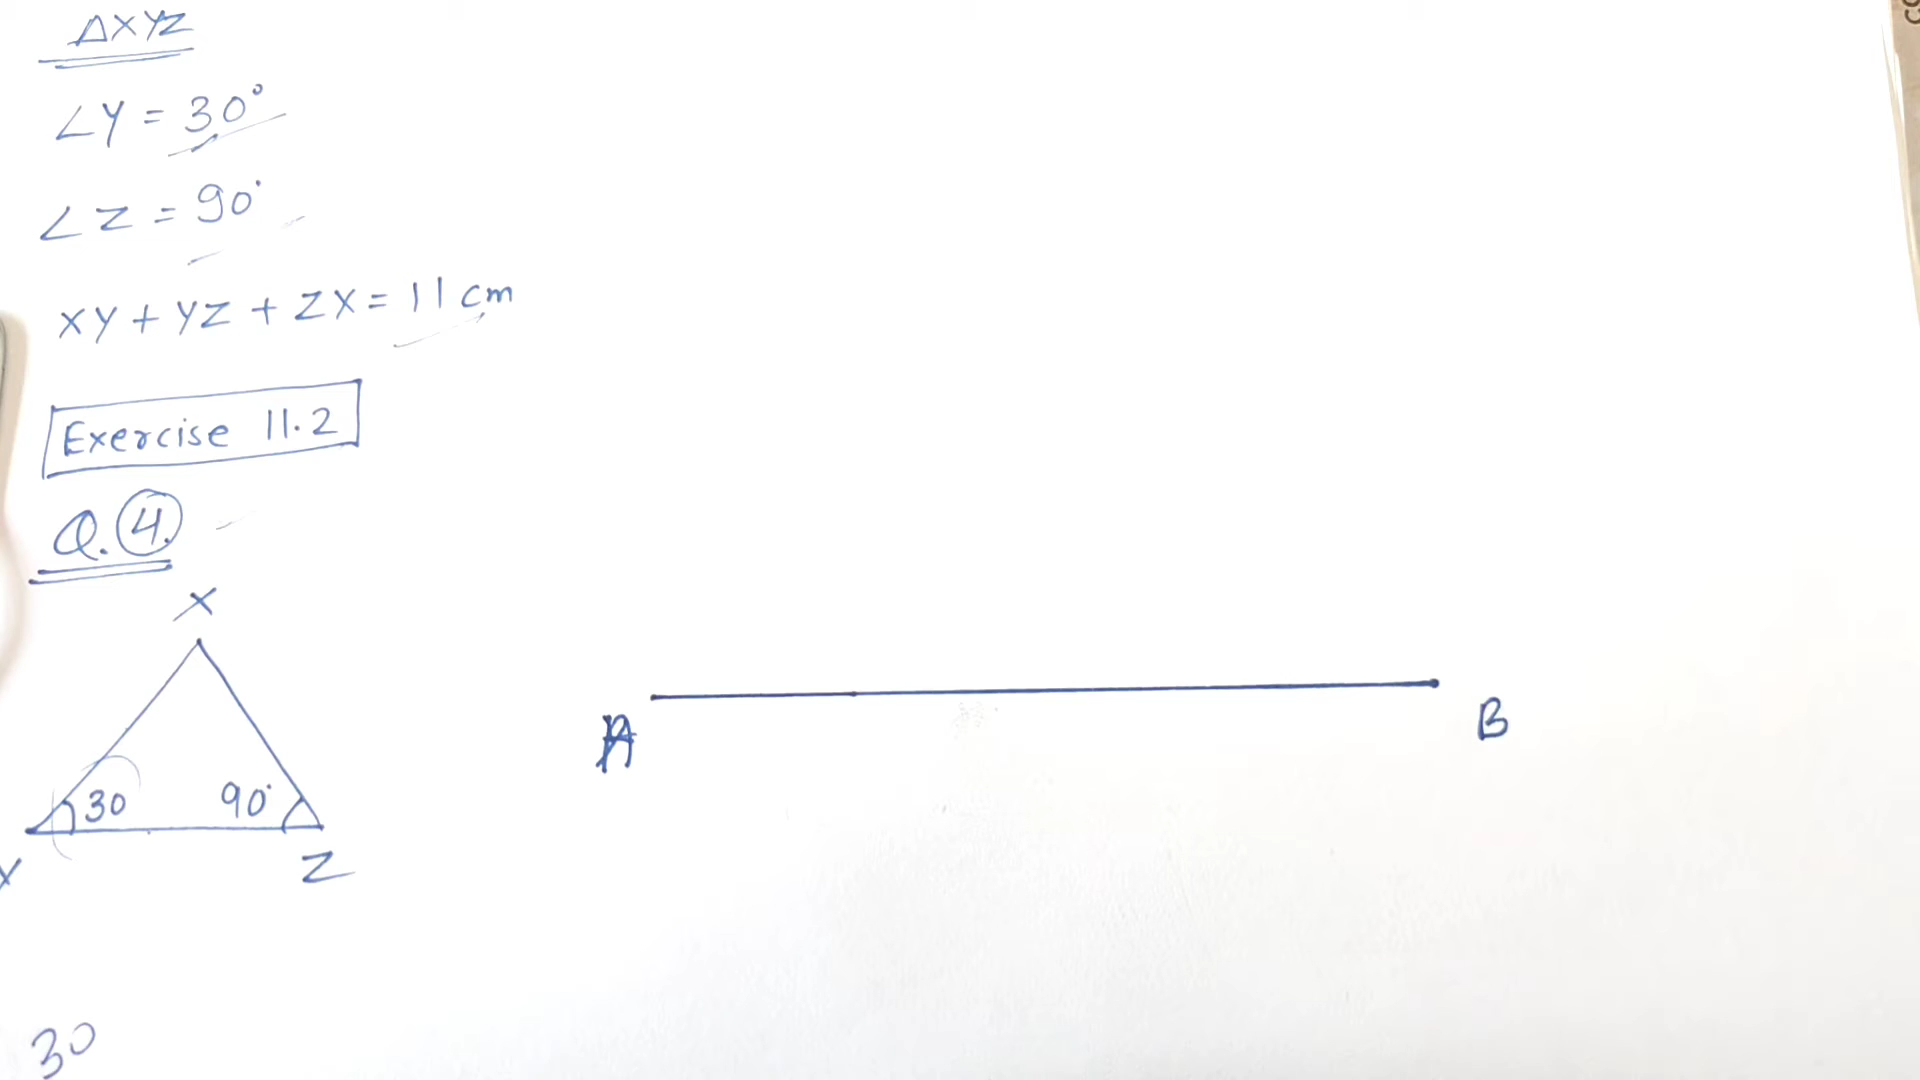 ΔXYZ
∠Y = 30°
∠Z = 90°
XY + YZ + ZX = 11 cm
Exercise 11.2
Q. 4.
X
30
90°
Y
Z
A
B
30